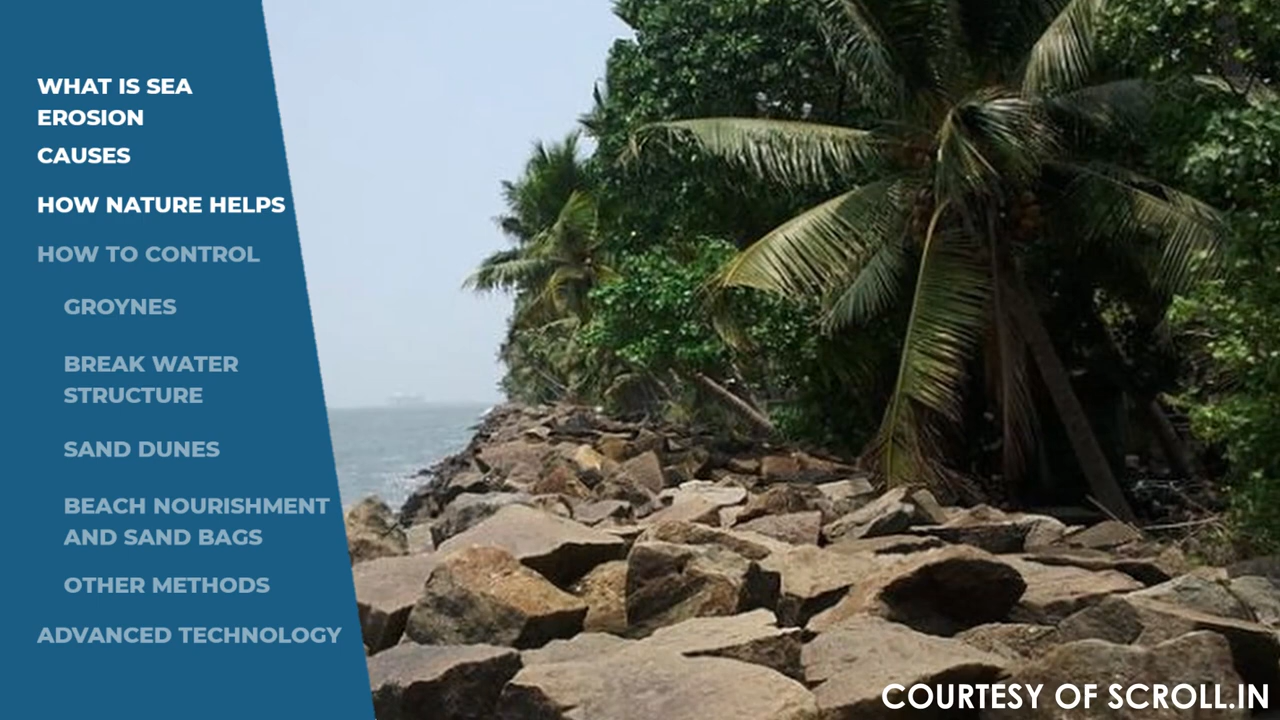 WHAT IS SEA
EROSION
CAUSES
HOW NATURE HELPS
HOW TO CONTROL
GROYNES
BREAK WATER
STRUCTURE
SAND DUNES
BEACH NOURISHMENT
AND SAND BAGS
OTHER METHODS
ADVANCED TECHNOLOGY
COURTESY OF SCROLL.IN